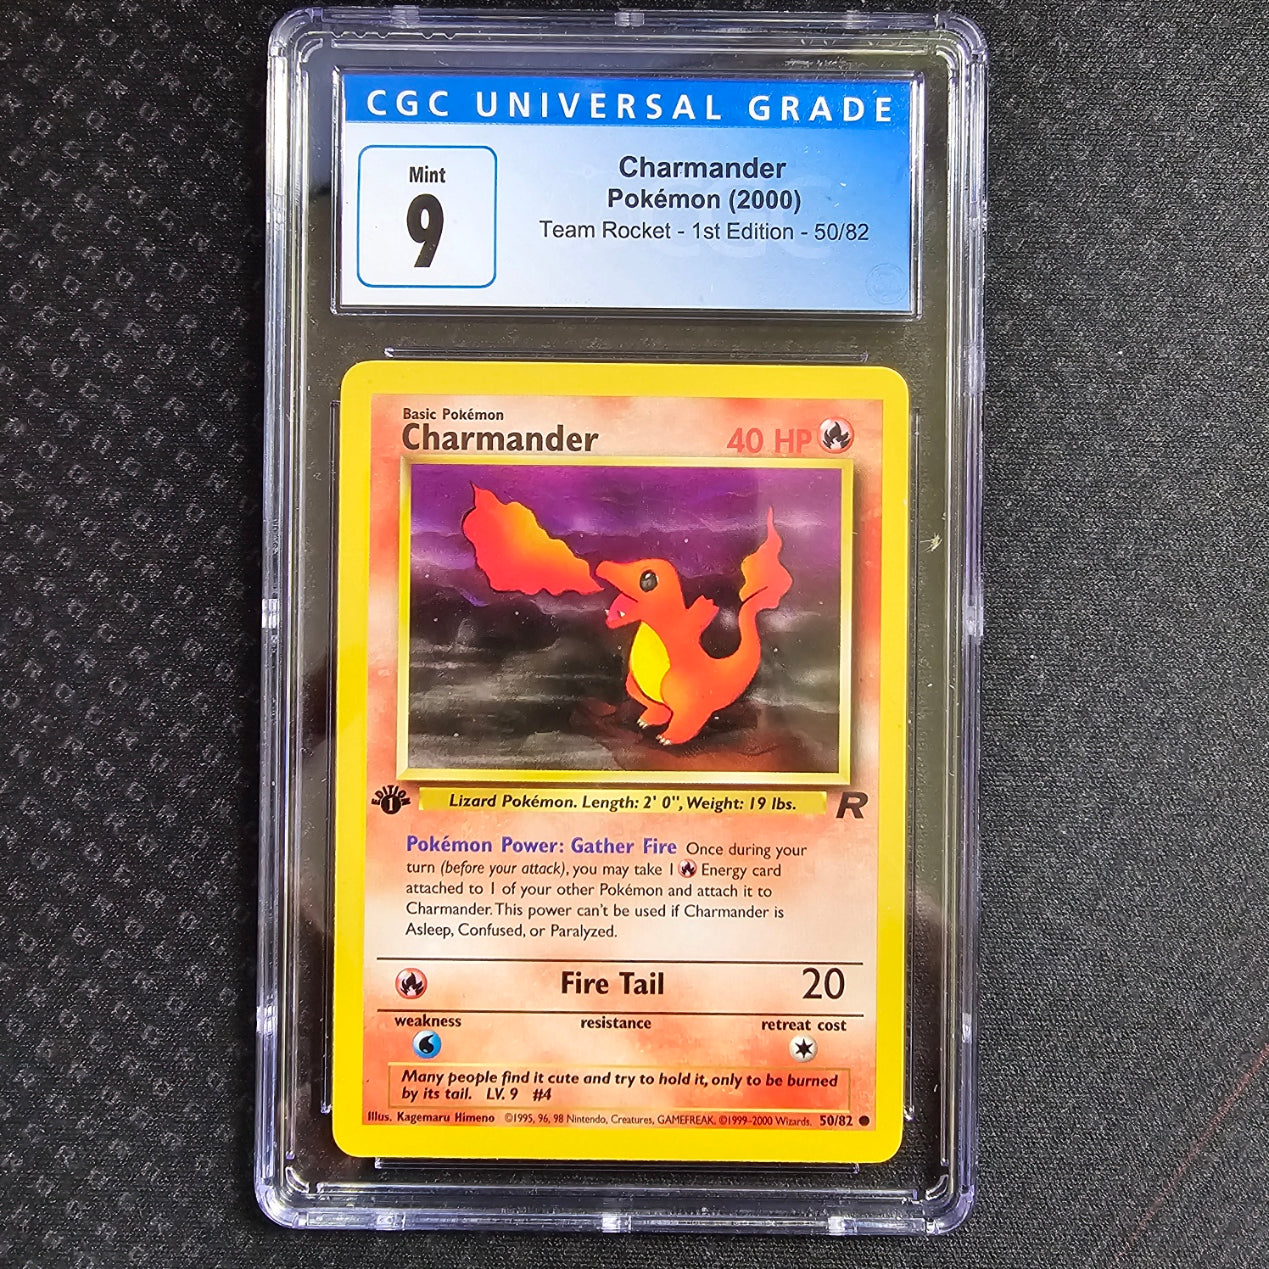 CGC UNIVERSAL GRADE
Mint
9
Charmander
Pokémon (2000)
Team Rocket - 1st Edition - 50/82
Basic Pokémon
Charmander
40 HP
EDITION
1
Lizard Pokémon. Length: 2' 0", Weight: 19 lbs.
R
Pokémon Power: Gather Fire Once during your
turn (before your attack), you may take 1 Energy card
attached to 1 of your other Pokémon and attach it to
Charmander. This power can't be used if Charmander is
Asleep, Confused, or Paralyzed.
Fire Tail 20
weakness resistance retreat cost
Many people find it cute and try to hold it, only to be burned
by its tail. LV. 9 #4
Illus. Kagemaru Himeno ©1995, 96, 98 Nintendo, Creatures, GAMEFREAK, ©1999-2000 Wizards. 50/82